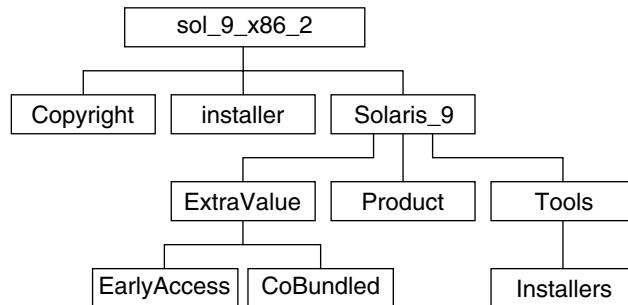 sol_9_x86_2
Copyright
installer
Solaris_9
ExtraValue
Product
Tools
EarlyAccess
CoBundled
Installers